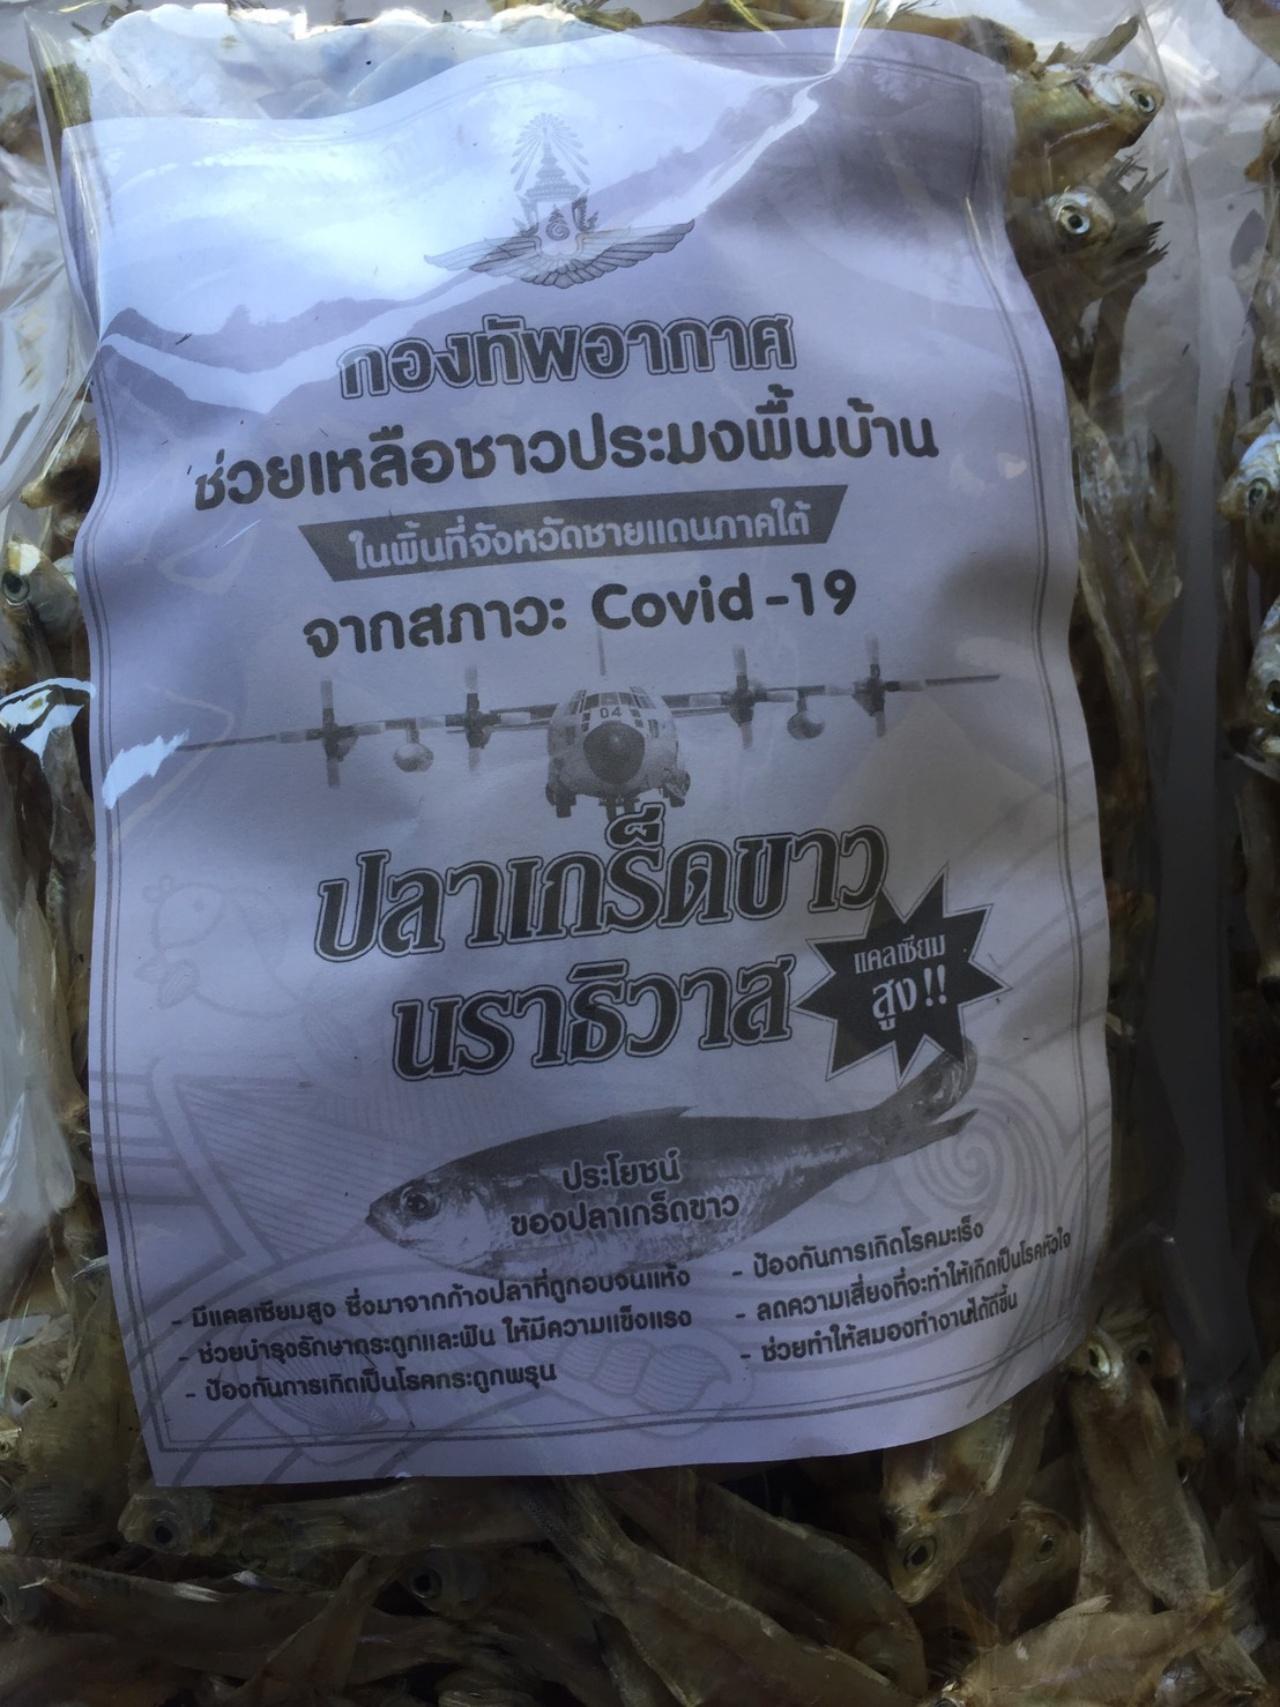 กองทัพอากาศ
ช่วยเหลือชาวประมงพื้นบ้าน
ในพื้นที่จังหวัดชายแดนภาคใต้
จากสภาวะ Covid -19
04
ปลาเกร็ดขาว
นราธิวาส
แคลเซียม
สูง!!
ประโยชน์
ของปลาเกร็ดขาว
- มีแคลเซียมสูง ซึ่งมาจากก้างปลาที่ถูกอบจนแห้ง
- ช่วยบำรุงรักษากระดูกและฟัน ให้มีความแข็งแรง
- ป้องกันการเกิดเป็นโรคกระดูกพรุน
- ป้องกันการเกิดโรคมะเร็ง
- ลดความเสี่ยงที่จะทำให้เกิดเป็นโรคหัวใจ
- ช่วยทำให้สมองทำงานได้ดีขึ้น